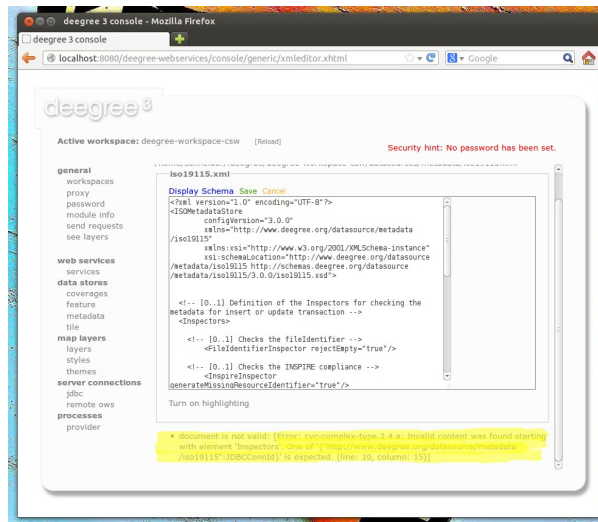 deegree 3 console - Mozilla Firefox
deegree 3 console
localhost:8080/deegree-webservices/console/generic/xmleditor.xhtml
Google
deegree 3
Active workspace: deegree-workspace-csw [Reload]
Security hint: No password has been set.
general
workspaces
proxy
password
module info
send requests
see layers
web services
services
data stores
coverages
feature
metadata
tile
map layers
layers
styles
themes
server connections
jdbc
remote ows
processes
provider
iso19115.xml
Display Schema Save Cancel
<?xml version="1.0" encoding="UTF-8"?>
<ISOMetadataStore
configVersion="3.0.0"
xmlns="http://www.deegree.org/datasource/metadata
/iso19115"
xmlns:xsi="http://www.w3.org/2001/XMLSchema-instance"
xsi:schemaLocation="http://www.deegree.org/datasource
/metadata/iso19115 http://schemas.deegree.org/datasource
/metadata/iso19115/3.0.0/iso19115.xsd">
<!-- [0..1] Definition of the Inspectors for checking the
metadata for insert or update transaction -->
<Inspectors>
<!-- [0..1] Checks the fileIdentifier -->
<FileIdentifierInspector rejectEmpty="true"/>
<!-- [0..1] Checks the INSPIRE compliance -->
<InspireInspector
generateMissingResourceIdentifier="true"/>
Turn on highlighting
document is not valid: [Error: cvc-complex-type.2.4.a: Invalid content was found starting
with element 'Inspectors'. One of '{"http://www.deegree.org/datasource/metadata
/iso19115":JDBCConnId}' is expected. (line: 10, column: 15)]